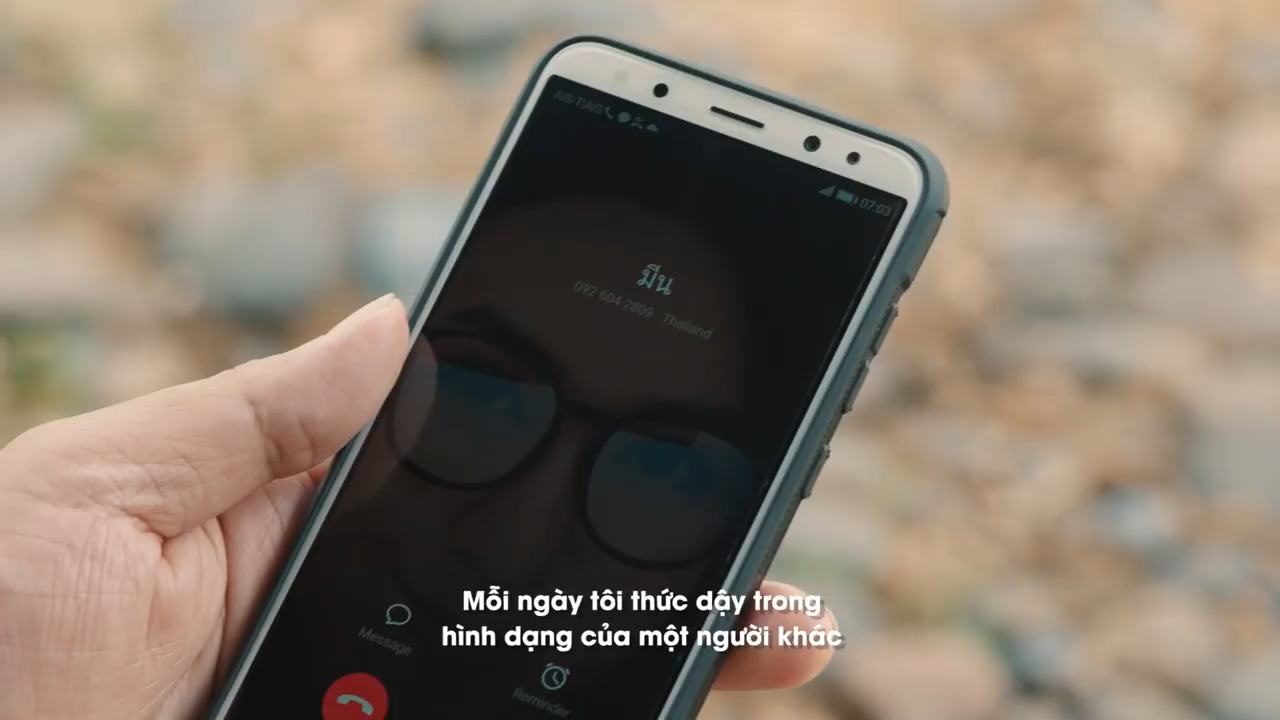 AIS-T|AIS
07:03
มีน
092 604 2809 Thailand
Message
Reminder
Mỗi ngày tôi thức dậy trong
hình dạng của một người khác